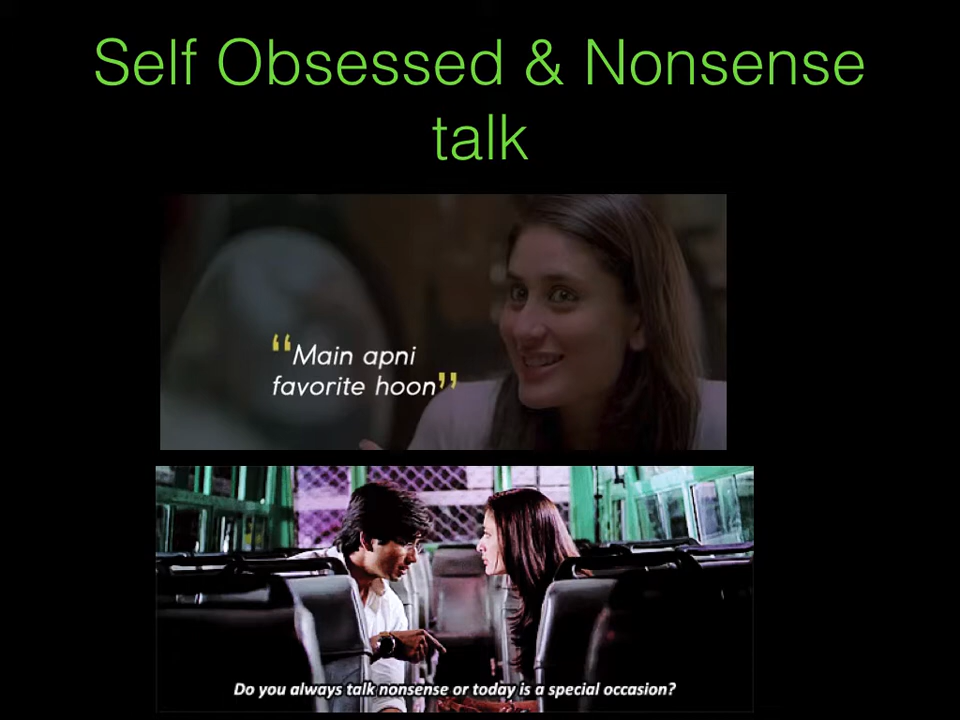 Self Obsessed & Nonsense
talk
“Main apni
favorite hoon”
Do you always talk nonsense or today is a special occasion?